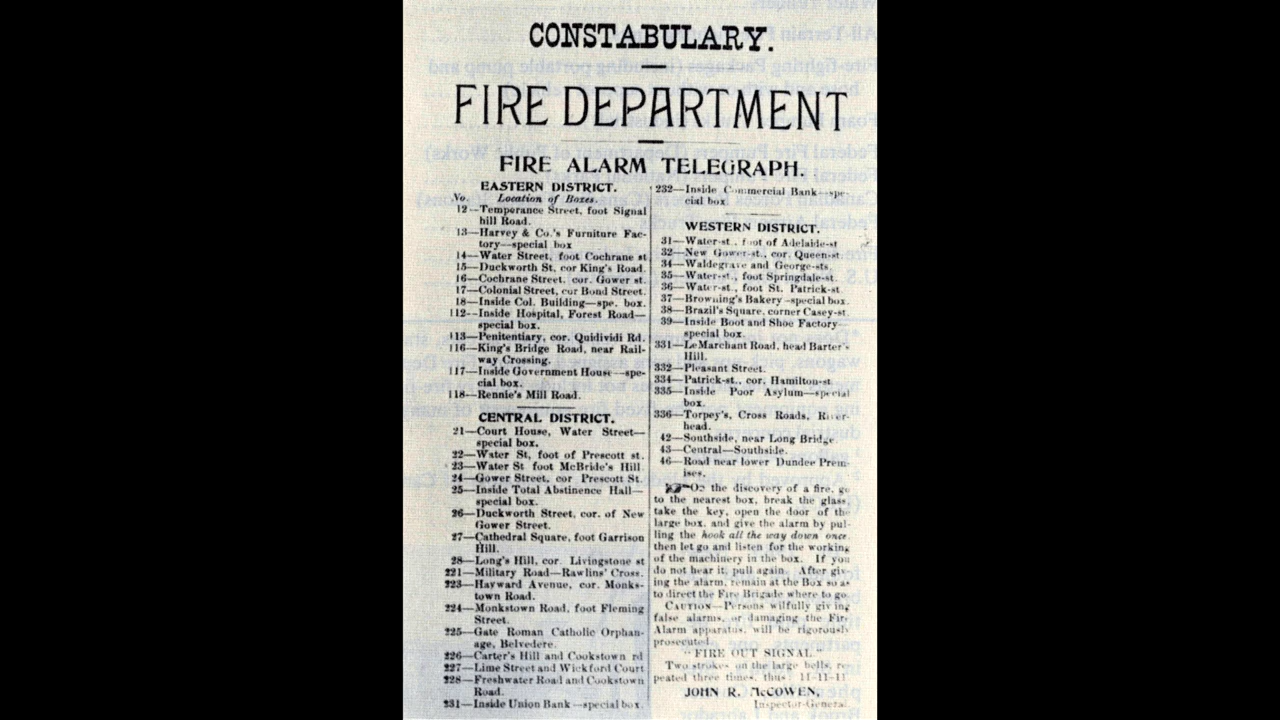 CONSTABULARY.
FIRE DEPARTMENT
FIRE ALARM TELEGRAPH.
EASTERN DISTRICT.
No. Location of Boxes.
12—Temperance Street, foot Signal
hill Road.
13—Harvey & Co.'s Furniture Fac-
tory—special box
14—Water Street, foot Cochrane st
15—Duckworth St, cor King's Road.
16—Cochrane Street, cor. Gower st.
17—Colonial Street, cor Bond Street.
18—Inside Col. Building—spe. box.
112—Inside Hospital, Forest Road—
special box.
113—Penitentiary, cor. Quidividi Rd.
116—King's Bridge Road, near Rail-
way Crossing.
117—Inside Government House—spe-
cial box.
118—Rennie's Mill Road.
CENTRAL DISTRICT.
21—Court House, Water Street—
special box.
22—Water St, foot of Prescott st.
23—Water St foot McBride's Hill
24—Gower Street, cor Prescott St.
25—Inside Total Abstinence Hall—
special box.
26—Duckworth Street, cor. of New
Gower Street.
27—Cathedral Square, foot Garrison
Hill.
28—Long's Hill, cor. Livingstone st
221—Military Road—Rawlins' Cross.
223—Hayward Avenue, cor. Monks-
town Road.
224—Monkstown Road, foot Fleming
Street.
225—Gate Roman Catholic Orphan-
age, Belvedere.
226—Carter's Hill and Cookstown rd
227—Lime Street and Wickford Court
228—Freshwater Road and Cookstown
Road.
231—Inside Union Bank—special box.
232—Inside Commercial Bank—spe-
cial box.
WESTERN DISTRICT.
31—Water-st., foot of Adelaide-st
32—New Gower-st., cor. Queen-st.
34—Waldegrave and George-sts.
35—Water-st., foot Springdale-st.
36—Water-st., foot St. Patrick-st.
37—Browning's Bakery—special box.
38—Brazil's Square, corner Casey-st.
39—Inside Boot and Shoe Factory—
special box.
331—LeMarchant Road, head Barter's
Hill.
332—Pleasant Street.
334—Patrick-st., cor. Hamilton-st.
335—Inside Poor Asylum—special
box.
336—Torpey's, Cross Roads, River-
head.
42—Southside, near Long Bridge.
43—Central—Southside.
46—Road near lower Dundee Prem-
ises.
On the discovery of a fire, go
to the nearest box, break the glass,
take the key, open the door of the
large box, and give the alarm by pul-
ling the hook all the way down once,
then let go and listen for the working
of the machinery in the box. If you
do not hear it, pull again. After giv-
ing the alarm, remain at the Box so as
to direct the Fire Brigade where to go.
CAUTION—Persons wilfully giving
false alarms, or damaging the Fire
Alarm apparatus, will be rigorously
prosecuted.
"FIRE OUT SIGNAL"
Two strokes on the large bells, re-
peated three times, thus 11-11-11
JOHN R. McCOWEN,
Inspector-General.